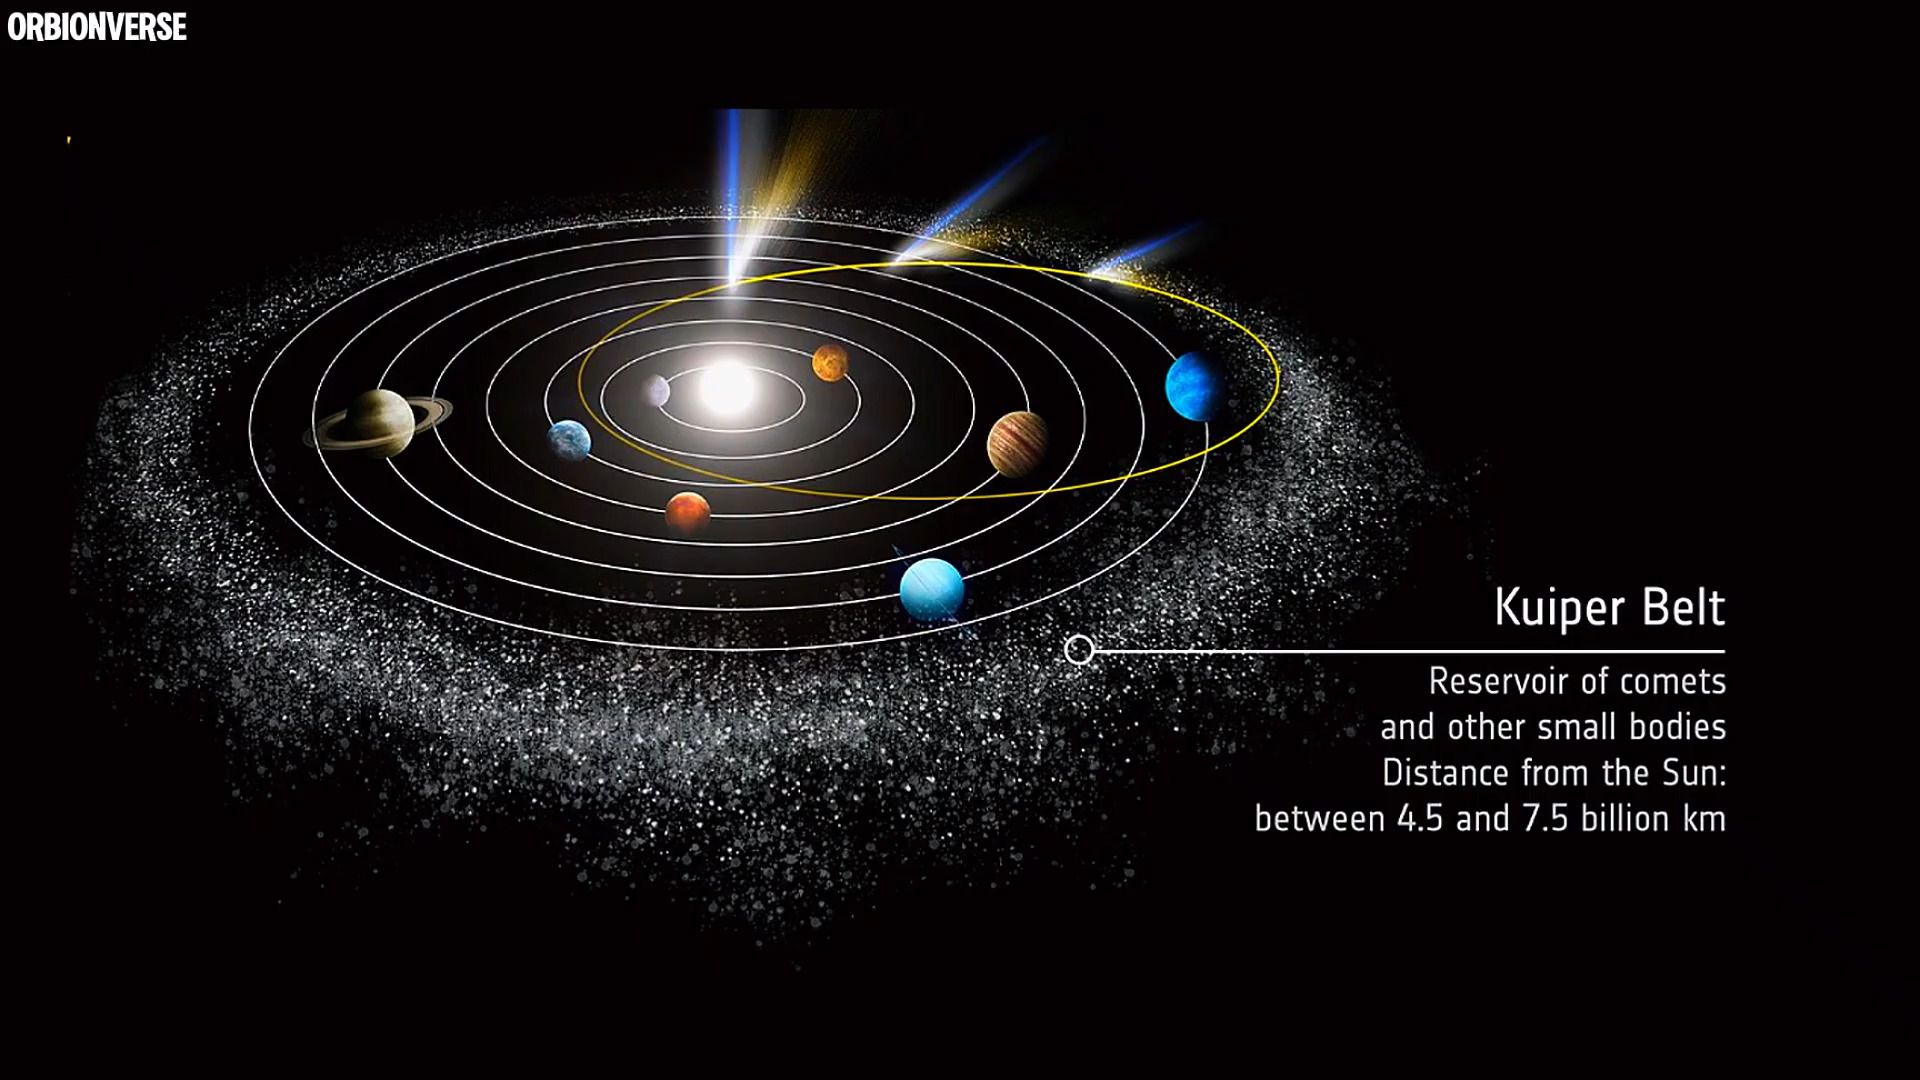 ORBIONVERSE
Kuiper Belt
Reservoir of comets
and other small bodies
Distance from the Sun:
between 4.5 and 7.5 billion km